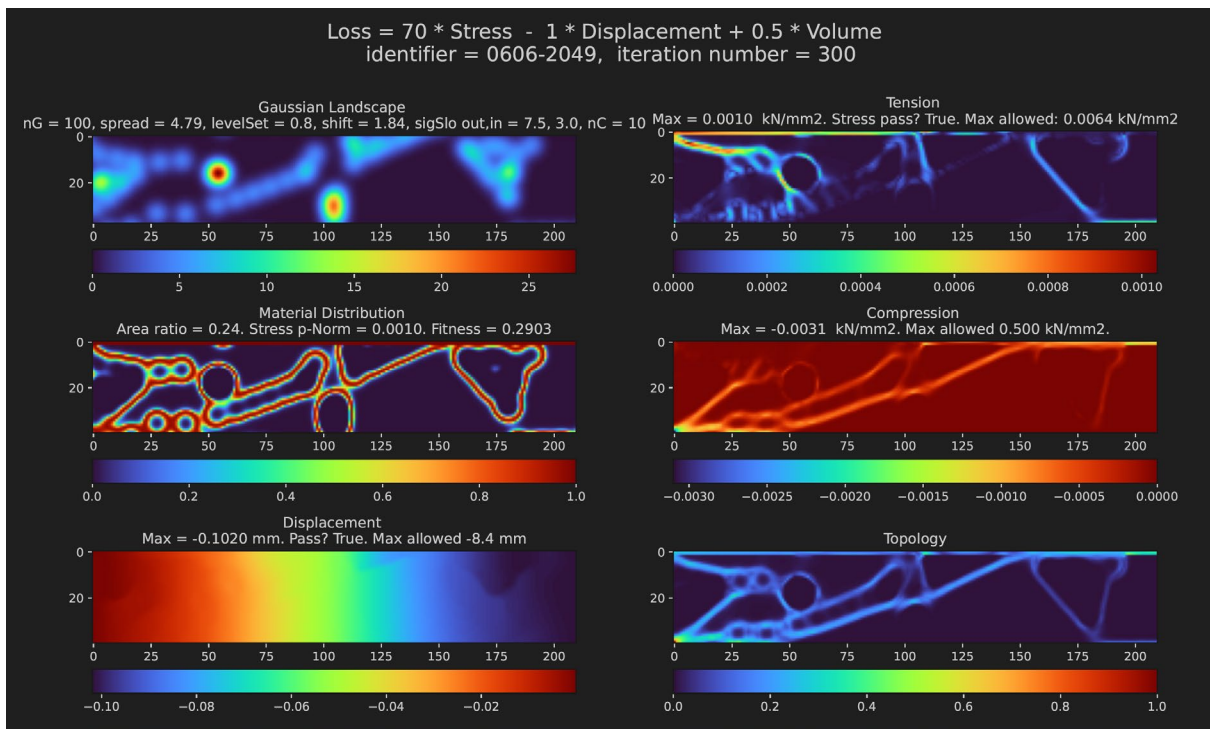 Loss = 70 * Stress  -  1 * Displacement + 0.5 * Volume
identifier = 0606-2049,  iteration number = 300
Gaussian Landscape
nG = 100, spread = 4.79, levelSet = 0.8, shift = 1.84, sigSlo out,in = 7.5, 3.0, nC = 10
0
20
0 25 50 75 100 125 150 175 200
0 5 10 15 20 25
Tension
Max = 0.0010  kN/mm2. Stress pass? True. Max allowed: 0.0064 kN/mm2
0
20
0 25 50 75 100 125 150 175 200
0.0000 0.0002 0.0004 0.0006 0.0008 0.0010
Material Distribution
Area ratio = 0.24. Stress p-Norm = 0.0010. Fitness = 0.2903
0
20
0 25 50 75 100 125 150 175 200
0.0 0.2 0.4 0.6 0.8 1.0
Compression
Max = -0.0031  kN/mm2. Max allowed 0.500 kN/mm2.
0
20
0 25 50 75 100 125 150 175 200
−0.0030 −0.0025 −0.0020 −0.0015 −0.0010 −0.0005 0.0000
Displacement
Max = -0.1020 mm. Pass? True. Max allowed -8.4 mm
0
20
0 25 50 75 100 125 150 175 200
−0.10 −0.08 −0.06 −0.04 −0.02
Topology
0
20
0 25 50 75 100 125 150 175 200
0.0 0.2 0.4 0.6 0.8 1.0